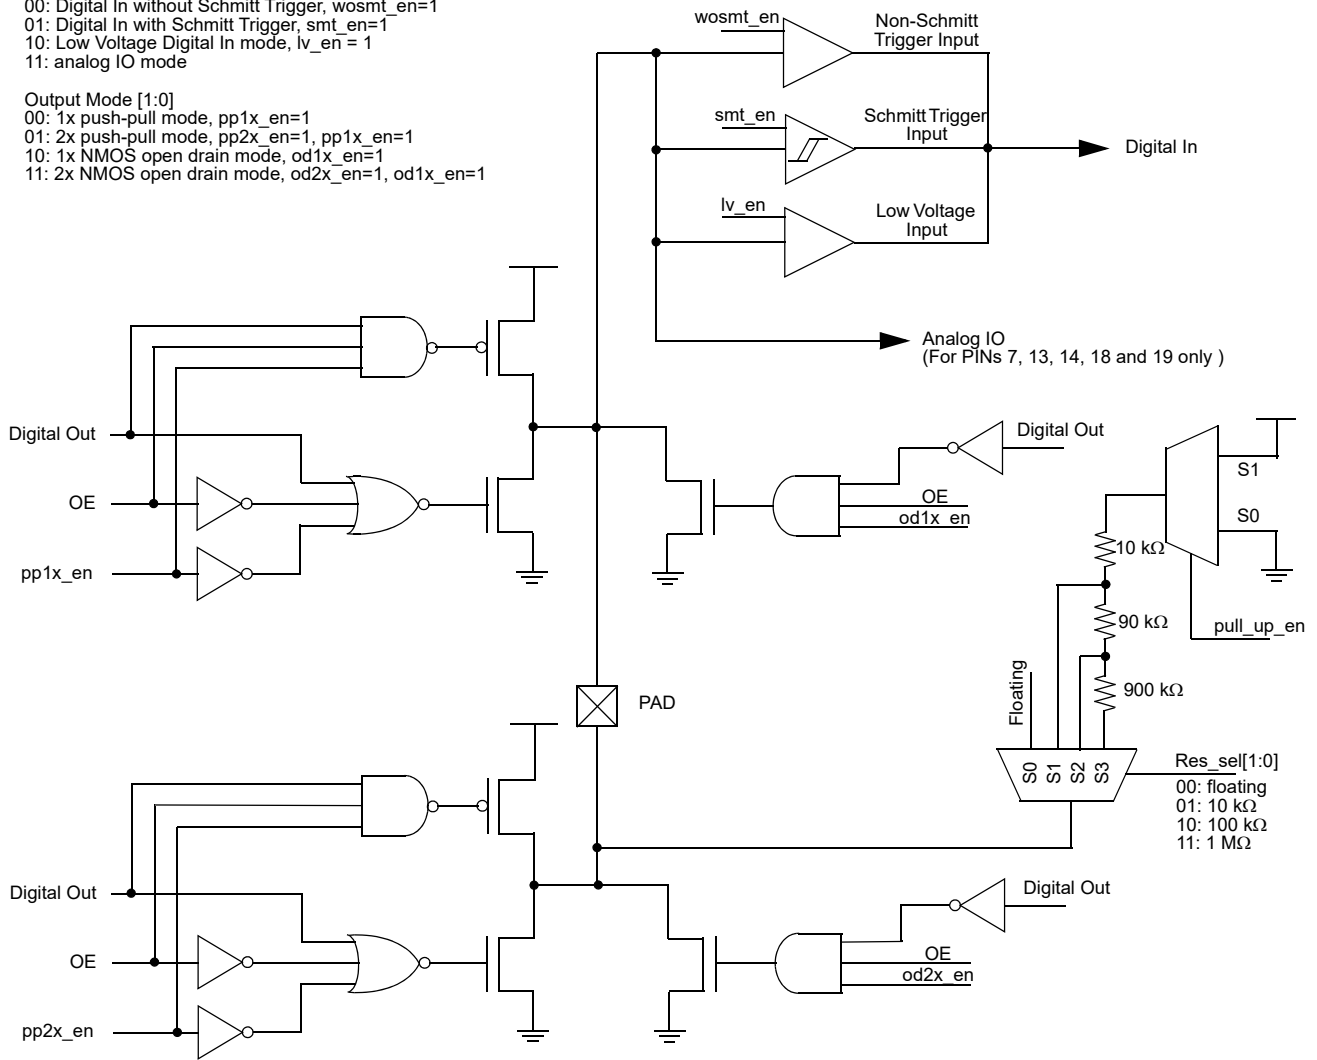 00: Digital In without Schmitt Trigger, wosmt_en=1
01: Digital In with Schmitt Trigger, smt_en=1
10: Low Voltage Digital In mode, lv_en = 1
11: analog IO mode
Output Mode [1:0]
00: 1x push-pull mode, pp1x_en=1
01: 2x push-pull mode, pp2x_en=1, pp1x_en=1
10: 1x NMOS open drain mode, od1x_en=1
11: 2x NMOS open drain mode, od2x_en=1, od1x_en=1
wosmt_en
Non-Schmitt
Trigger Input
smt_en
Schmitt Trigger
Input
Digital In
lv_en
Low Voltage
Input
Analog IO
(For PINs 7, 13, 14, 18 and 19 only )
Digital Out
OE
pp1x_en
Digital Out
OE
od1x_en
S1
S0
10 kΩ
90 kΩ
pull_up_en
900 kΩ
Floating
PAD
S0
S1
S2
S3
Res_sel[1:0]
00: floating
01: 10 kΩ
10: 100 kΩ
11: 1 MΩ
Digital Out
OE
pp2x_en
Digital Out
OE
od2x_en